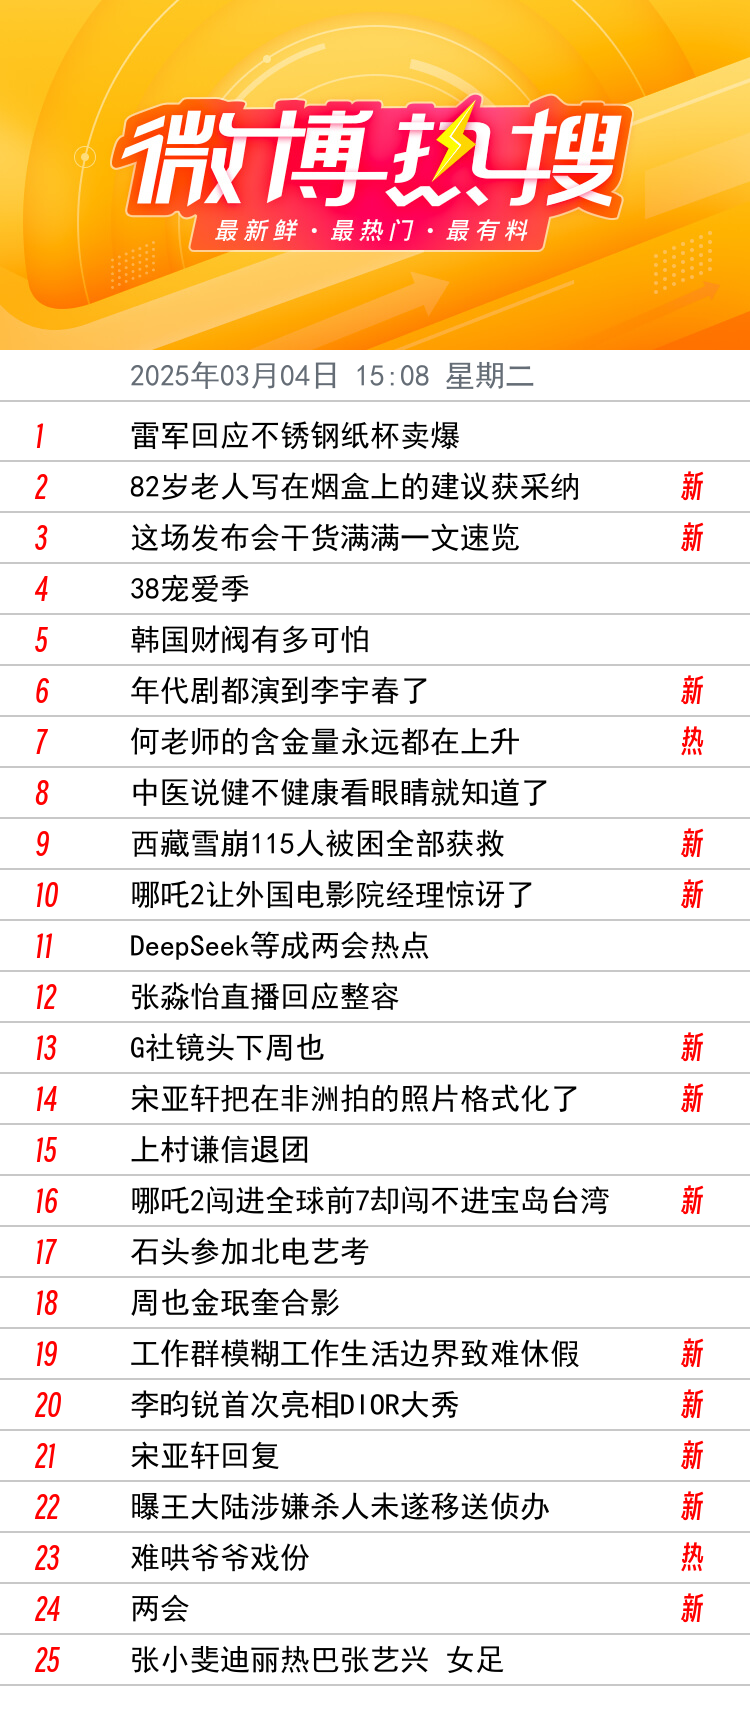 微博热搜
最新鲜·最热门·最有料
2025年03月04日 15:08 星期二
1 雷军回应不锈钢纸杯卖爆
2 82岁老人写在烟盒上的建议获采纳 新
3 这场发布会干货满满一文速览 新
4 38宠爱季
5 韩国财阀有多可怕
6 年代剧都演到李宇春了 新
7 何老师的含金量永远都在上升 热
8 中医说健不健康看眼睛就知道了
9 西藏雪崩115人被困全部获救 新
10 哪吒2让外国电影院经理惊讶了 新
11 DeepSeek等成两会热点
12 张淼怡直播回应整容
13 G社镜头下周也 新
14 宋亚轩把在非洲拍的照片格式化了 新
15 上村谦信退团
16 哪吒2闯进全球前7却闯不进宝岛台湾 新
17 石头参加北电艺考
18 周也金珉奎合影
19 工作群模糊工作生活边界致难休假 新
20 李昀锐首次亮相DIOR大秀 新
21 宋亚轩回复 新
22 曝王大陆涉嫌杀人未遂移送侦办 新
23 难哄爷爷戏份 热
24 两会 新
25 张小斐迪丽热巴张艺兴 女足